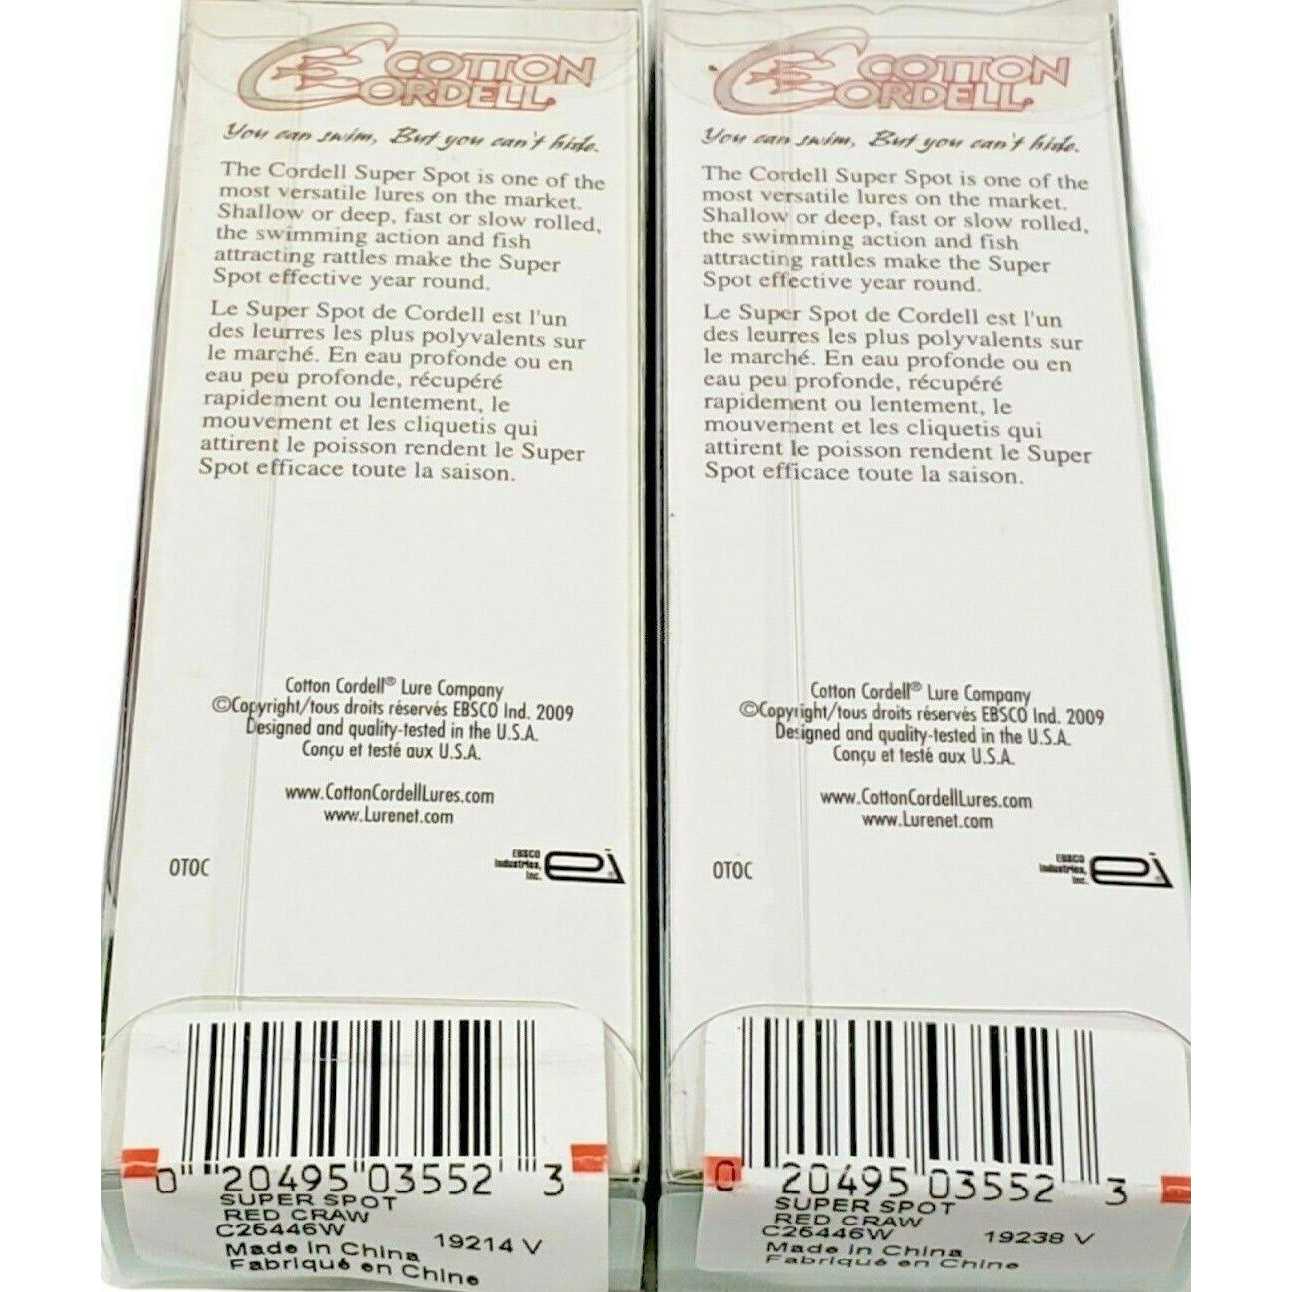 COTTON
CORDELL
You can swim, But you can't hide.
The Cordell Super Spot is one of the
most versatile lures on the market.
Shallow or deep, fast or slow rolled,
the swimming action and fish
attracting rattles make the Super
Spot effective year round.
Le Super Spot de Cordell est l'un
des leurres les plus polyvalents sur
le marché. En eau profonde ou en
eau peu profonde, récupéré
rapidement ou lentement, le
mouvement et les cliquetis qui
attirent le poisson rendent le Super
Spot efficace toute la saison.
Cotton Cordell® Lure Company
©Copyright/tous droits réservés EBSCO Ind. 2009
Designed and quality-tested in the U.S.A.
Conçu et testé aux U.S.A.
www.CottonCordellLures.com
www.Lurenet.com
OTOC
EBSCO
Industries,
Inc.
ei
0 20495 03552 3
SUPER SPOT
RED CRAW
C25446W
19214 V
Made in China
Fabriqué en Chine
COTTON
CORDELL
You can swim, But you can't hide.
The Cordell Super Spot is one of the
most versatile lures on the market.
Shallow or deep, fast or slow rolled,
the swimming action and fish
attracting rattles make the Super
Spot effective year round.
Le Super Spot de Cordell est l'un
des leurres les plus polyvalents sur
le marché. En eau profonde ou en
eau peu profonde, récupéré
rapidement ou lentement, le
mouvement et les cliquetis qui
attirent le poisson rendent le Super
Spot efficace toute la saison.
Cotton Cordell® Lure Company
©Copyright/tous droits réservés EBSCO Ind. 2009
Designed and quality-tested in the U.S.A.
Conçu et testé aux U.S.A.
www.CottonCordellLures.com
www.Lurenet.com
OTOC
EBSCO
Industries,
Inc.
ei
0 20495 03552 3
SUPER SPOT
RED CRAW
C25446W
19238 V
Made in China
Fabriqué en Chine